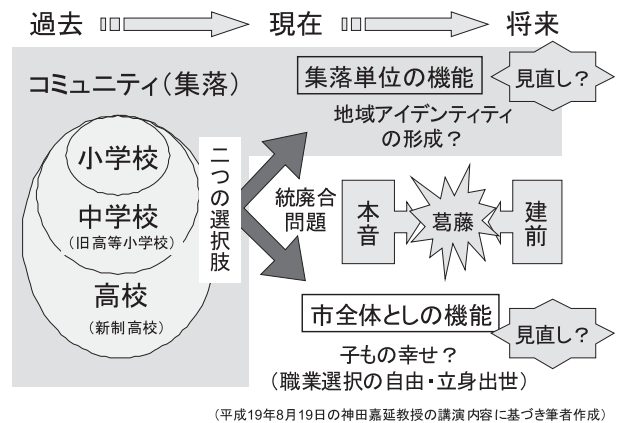 過去
現在
将来
コミュニティ（集落）
小学校
中学校
（旧高等小学校）
高校
（新制高校）
二つの選択肢
集落単位の機能
見直し？
地域アイデンティティ
の形成？
統廃合
問題
本音
葛藤
建前
市全体としの機能
見直し？
子もの幸せ？
（職業選択の自由・立身出世）
（平成19年8月19日の神田嘉延教授の講演内容に基づき筆者作成）